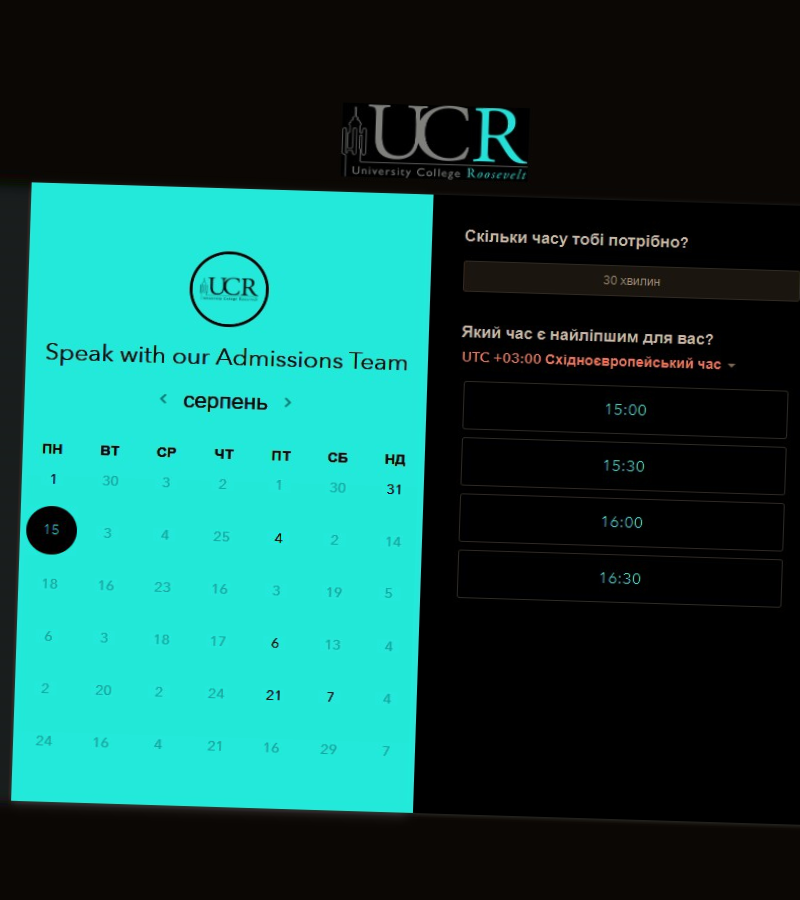 UCR
University College Roosevelt
UCR
University College Roosevelt
Speak with our Admissions Team
серпень
ПН ВТ СР ЧТ ПТ СБ НД
1 30 3 2 1 30 31
15 3 4 25 4 2 14
18 16 23 16 3 19 5
6 3 18 17 6 13 4
2 20 2 24 21 7 4
24 16 4 21 16 29 7
Скільки часу тобі потрібно?
30 хвилин
Який час є найліпшим для вас?
UTC +03:00 Східноєвропейський час
15:00
15:30
16:00
16:30